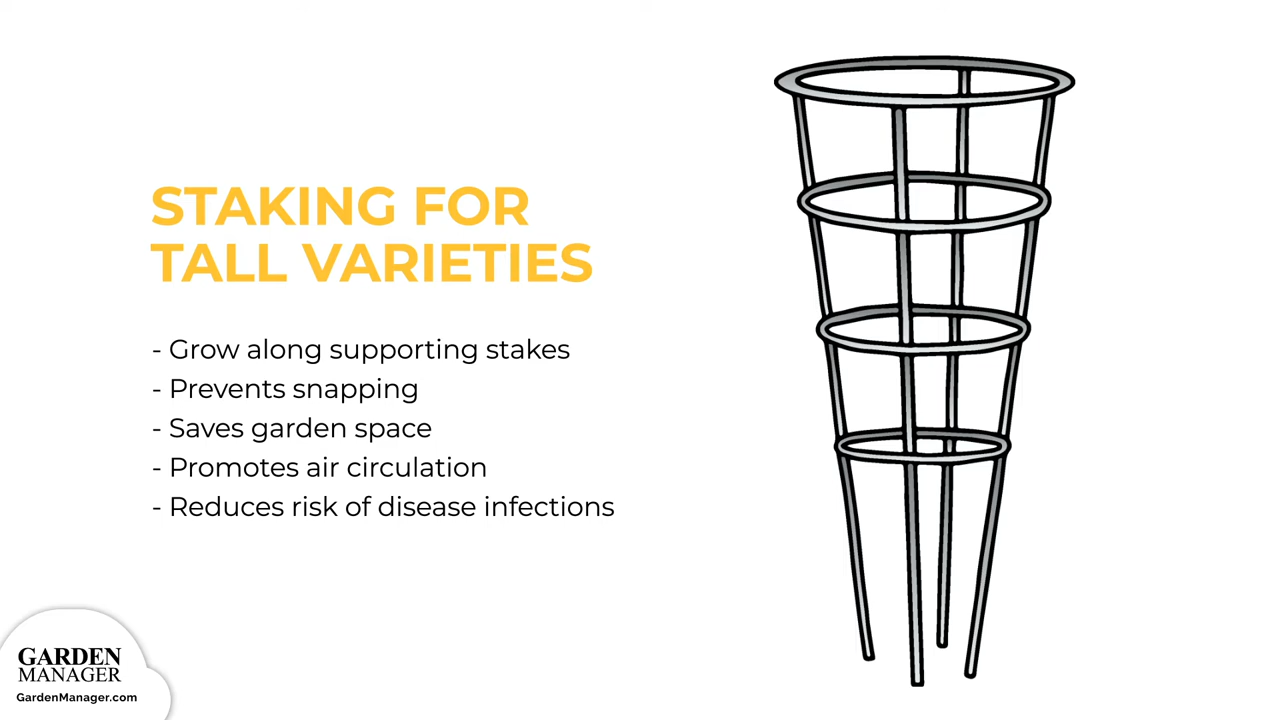 STAKING FOR
TALL VARIETIES
- Grow along supporting stakes
- Prevents snapping
- Saves garden space
- Promotes air circulation
- Reduces risk of disease infections
GARDEN
MANAGER
GardenManager.com